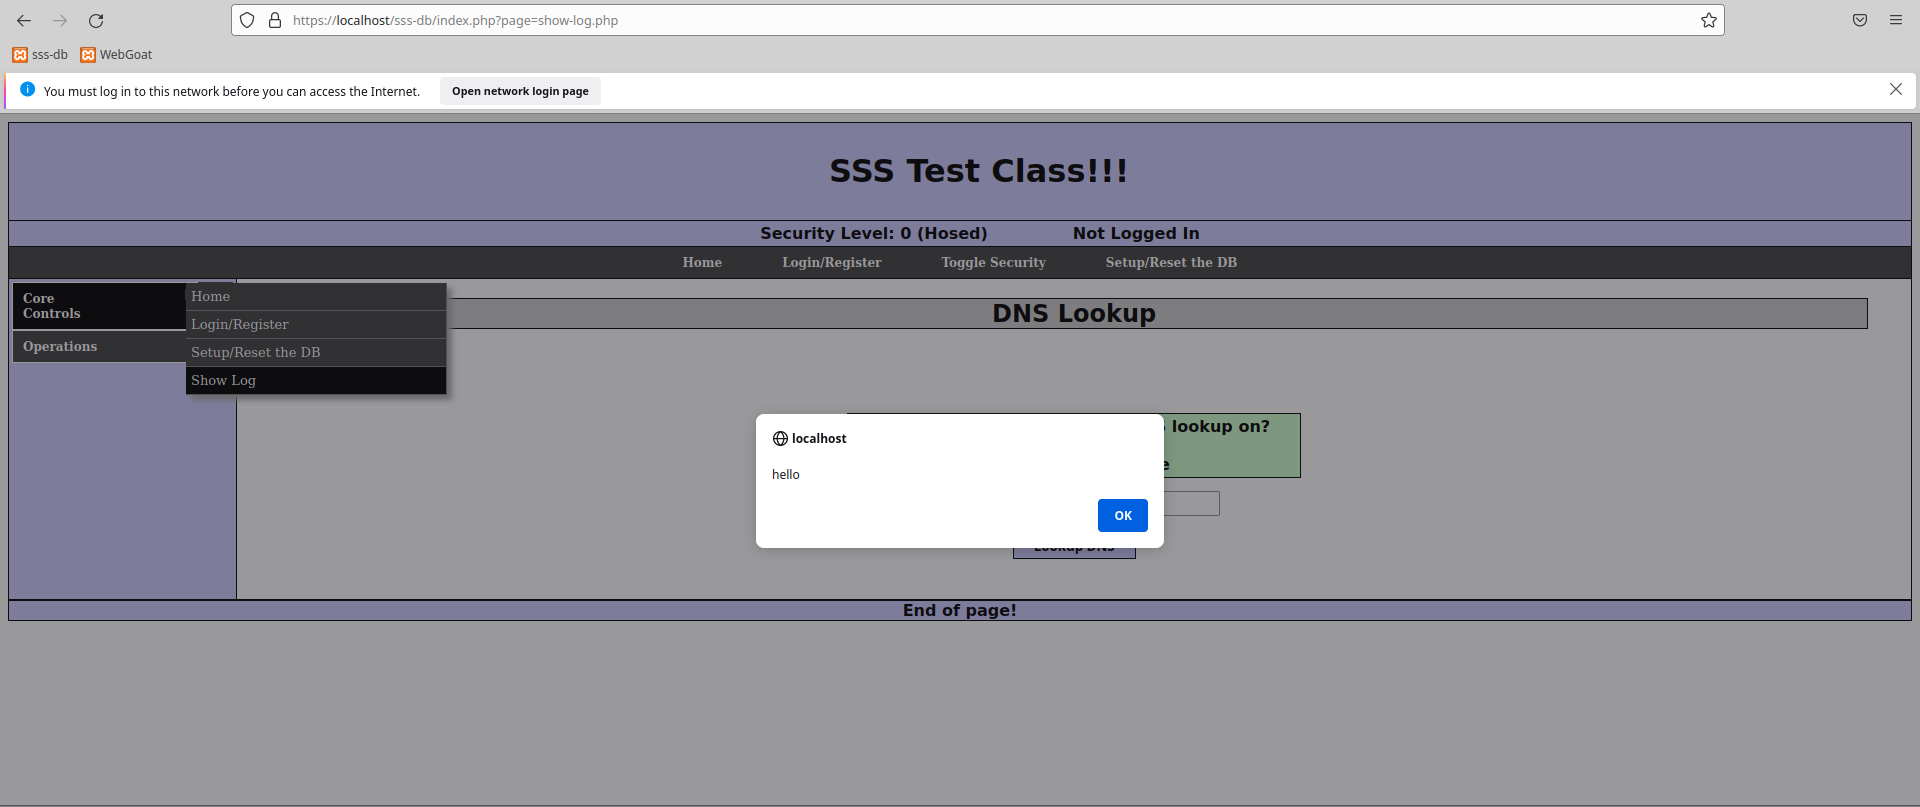 https://localhost/sss-db/index.php?page=show-log.php
sss-db WebGoat
You must log in to this network before you can access the Internet. Open network login page
SSS Test Class!!!
Security Level: 0 (Hosed) Not Logged In
Home Login/Register Toggle Security Setup/Reset the DB
Core
Controls
Operations
Home
Login/Register
Setup/Reset the DB
Show Log
DNS Lookup
lookup on?
localhost
hello
OK
Lookup DNS
End of page!